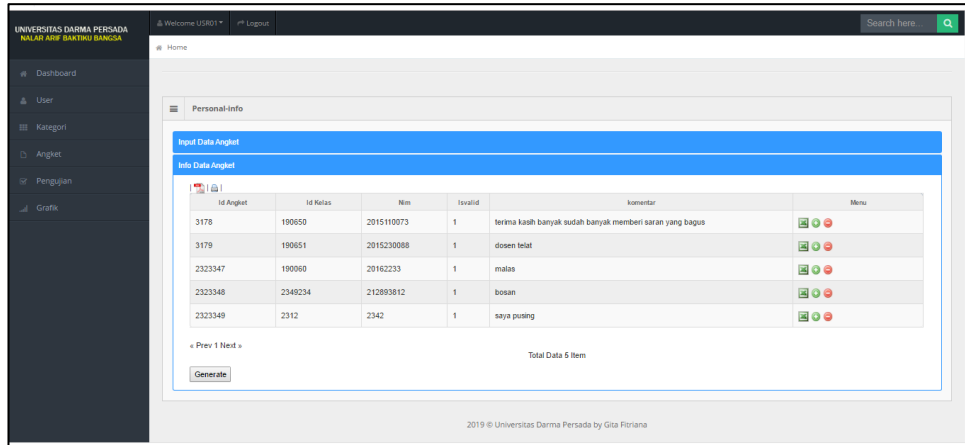 UNIVERSITAS DARMA PERSADA
NALAR ARIF BAKTIKU BANGSA
Welcome USR01
Logout
Search here...
Home
Dashboard
User
Kategori
Angket
Pengujian
Grafik
Personal-info
Input Data Angket
Info Data Angket
| | |
Id Angket Id Kelas Nim Isvalid komentar Menu
3178 190650 2015110073 1 terima kasih banyak sudah banyak memberi saran yang bagus
3179 190651 2015230088 1 dosen telat
2323347 190060 20162233 1 malas
2323348 2349234 212893812 1 bosan
2323349 2312 2342 1 saya pusing
« Prev 1 Next »
Total Data 5 Item
Generate
2019 © Universitas Darma Persada by Gita Fitriana